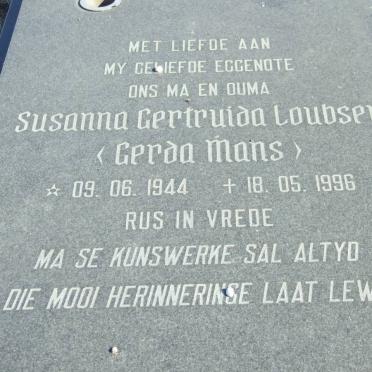 MET LIEFDE AAN
MY GELIEFDE EGGENOTE
ONS MA EN OUMA
Susanna Gertruida Loubser
( Gerda Mans )
☆ 09. 06. 1944 + 18. 05. 1996
RUS IN VREDE
MA SE KUNSWERKE SAL ALTYD
DIE MOOI HERINNERINGE LAAT LEW